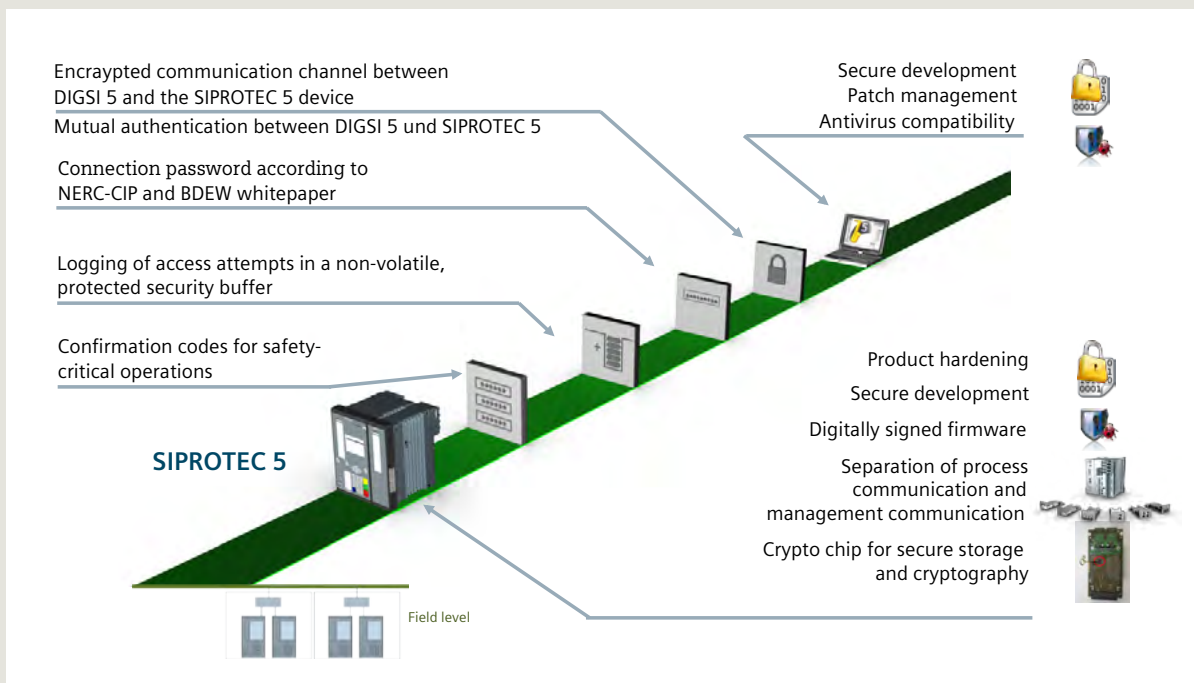 Encraypted communication channel between
DIGSI 5 and the SIPROTEC 5 device
Mutual authentication between DIGSI 5 und SIPROTEC 5
Connection password according to
NERC-CIP and BDEW whitepaper
Logging of access attempts in a non-volatile,
protected security buffer
Confirmation codes for safety-
critical operations
SIPROTEC 5
Field level
Secure development
Patch management
Antivirus compatibility
Product hardening
Secure development
Digitally signed firmware
Separation of process
communication and
management communication
Crypto chip for secure storage
and cryptography